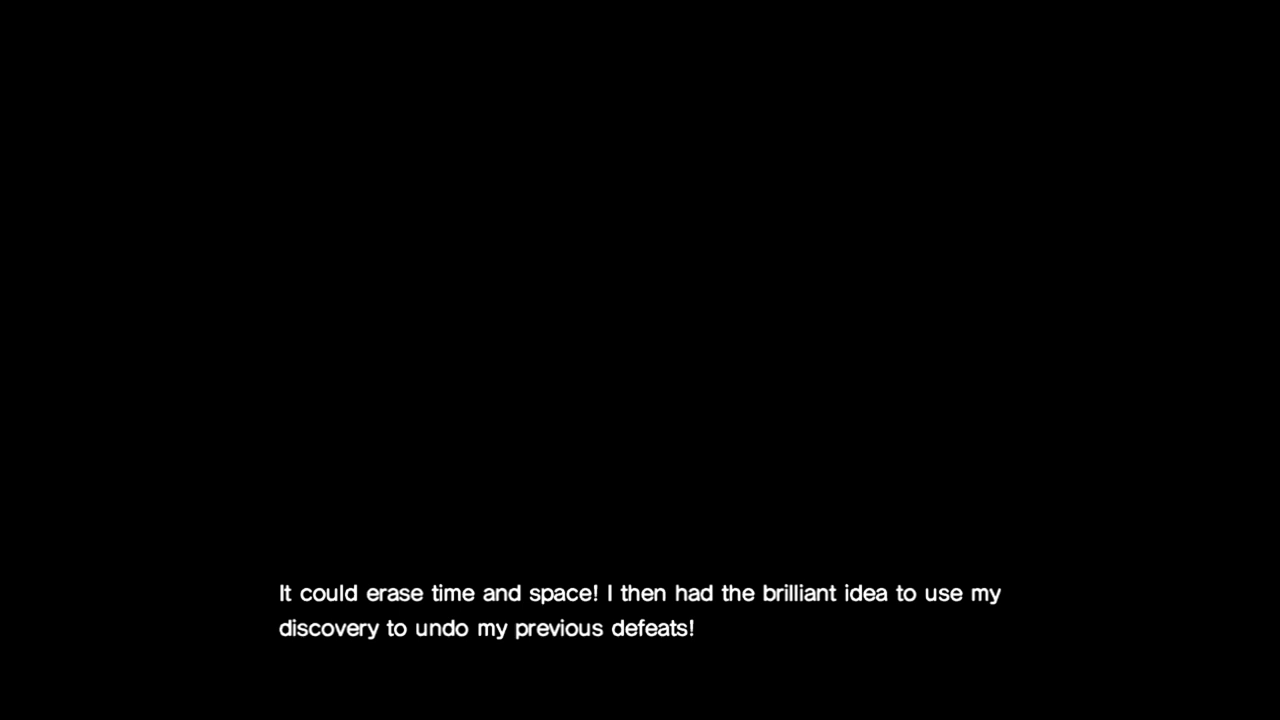 It could erase time and space! I then had the brilliant idea to use my
discovery to undo my previous defeats!